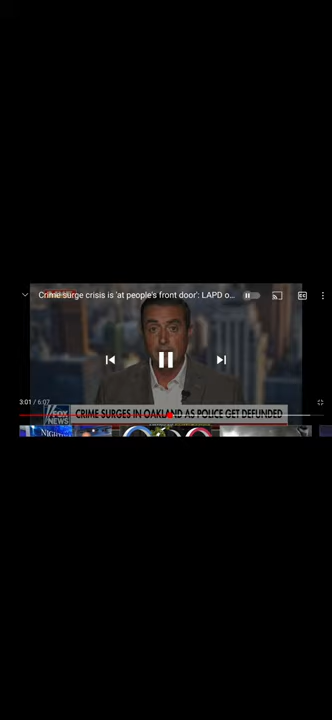 Crime surge crisis is 'at people's front door': LAPD o...
3:01 / 6:07
FOX
NEWS
CRIME SURGES IN OAKLAND AS POLICE GET DEFUNDED